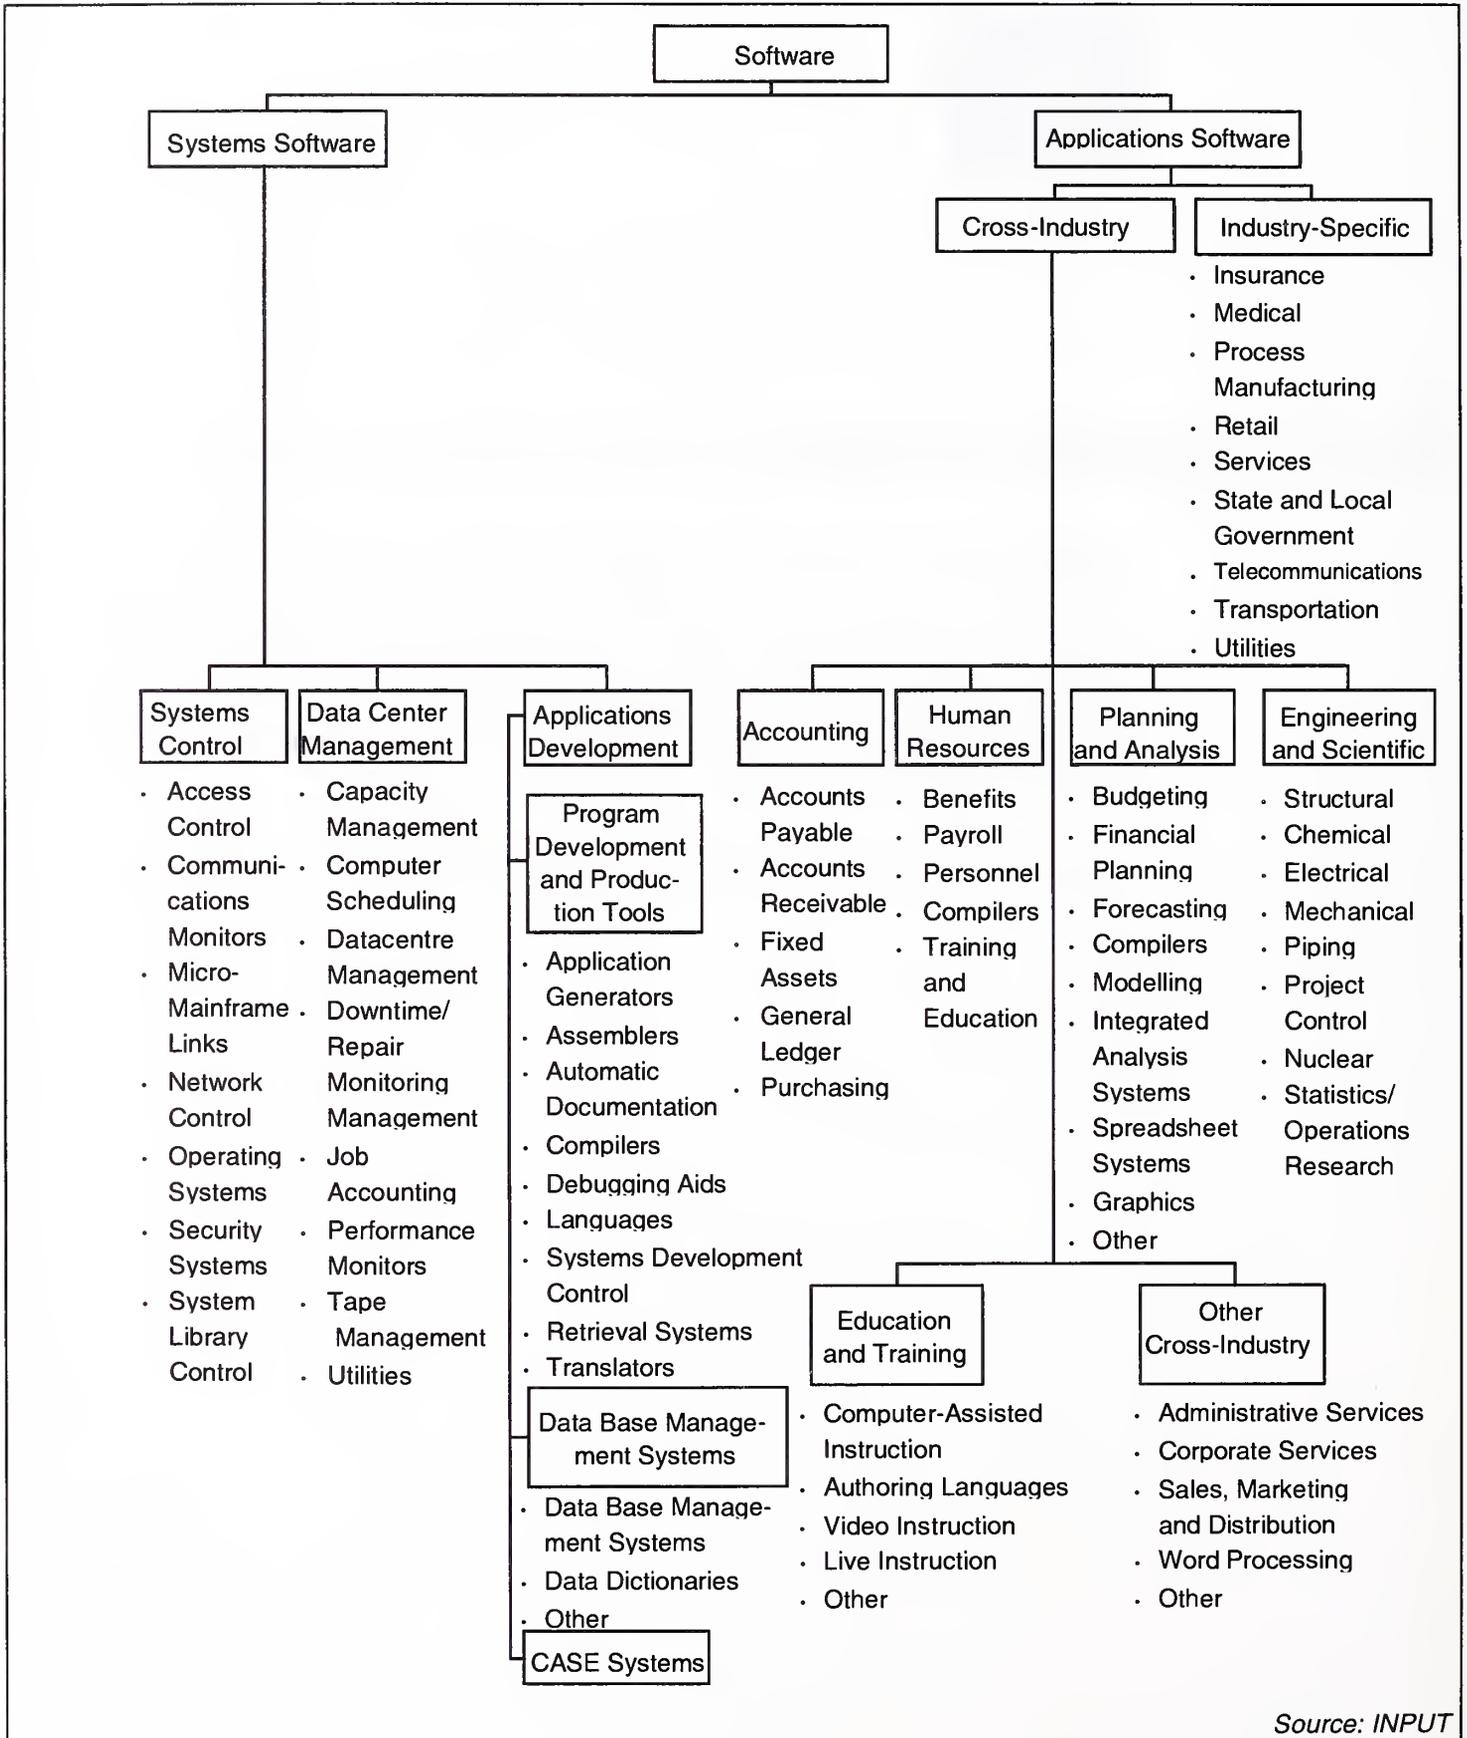 Software
Systems Software
Applications Software
Cross-Industry
Industry-Specific
· Insurance
· Medical
· Process
Manufacturing
· Retail
· Services
· State and Local
Government
· Telecommunications
· Transportation
· Utilities
Systems
Control
· Access
Control
· Communi-
cations
Monitors
· Micro-
Mainframe
Links
· Network
Control
· Operating
Systems
· Security
Systems
· System
Library
Control
Data Center
Management
· Capacity
Management
· Computer
Scheduling
· Datacentre
Management
· Downtime/
Repair
Monitoring
Management
· Job
Accounting
· Performance
Monitors
· Tape
Management
· Utilities
Applications
Development
Program
Development
and Produc-
tion Tools
· Application
Generators
· Assemblers
· Automatic
Documentation
· Compilers
· Debugging Aids
· Languages
· Systems Development
Control
· Retrieval Systems
· Translators
Data Base Manage-
ment Systems
· Data Base Manage-
ment Systems
· Data Dictionaries
· Other
CASE Systems
Accounting
· Accounts
Payable
· Accounts
Receivable
· Fixed
Assets
· General
Ledger
· Purchasing
Human
Resources
· Benefits
· Payroll
· Personnel
· Compilers
· Training
and
Education
Planning
and Analysis
· Budgeting
· Financial
Planning
· Forecasting
· Compilers
· Modelling
· Integrated
Analysis
Systems
· Spreadsheet
Systems
· Graphics
· Other
Engineering
and Scientific
· Structural
· Chemical
· Electrical
· Mechanical
· Piping
· Project
Control
· Nuclear
· Statistics/
Operations
Research
Education
and Training
· Computer-Assisted
Instruction
· Authoring Languages
· Video Instruction
· Live Instruction
· Other
Other
Cross-Industry
· Administrative Services
· Corporate Services
· Sales, Marketing
and Distribution
· Word Processing
· Other
Source: INPUT